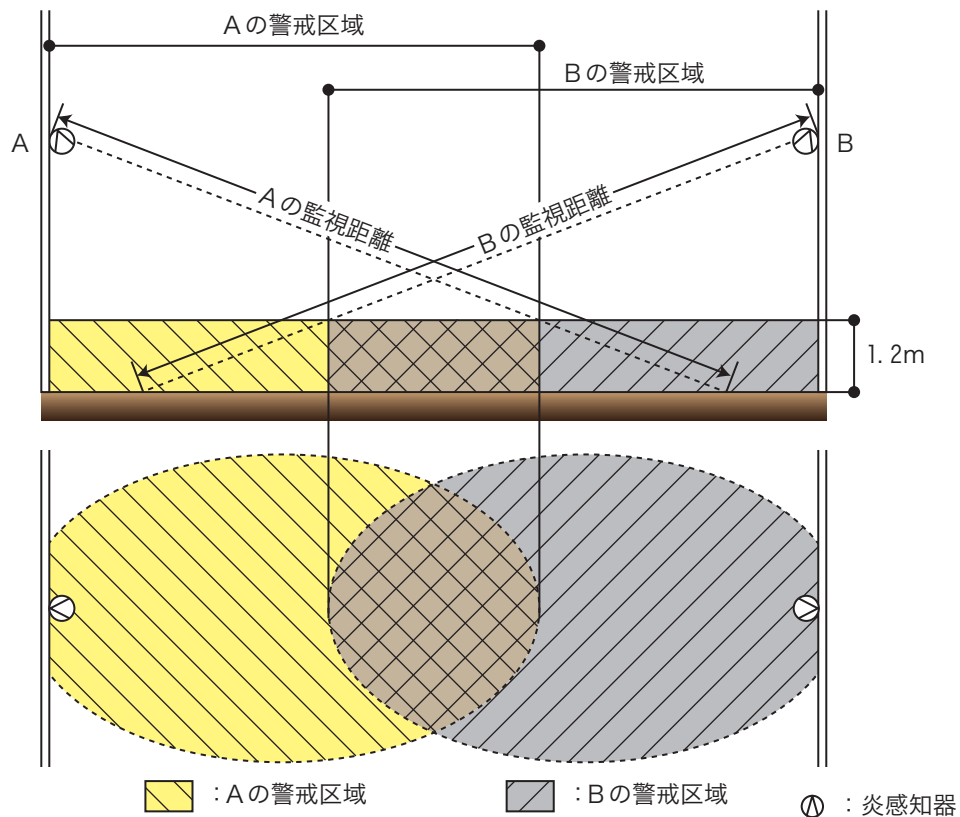 Aの警戒区域
Bの警戒区域
A
B
Aの監視距離
Bの監視距離
1.2m
：Aの警戒区域
：Bの警戒区域
：炎感知器